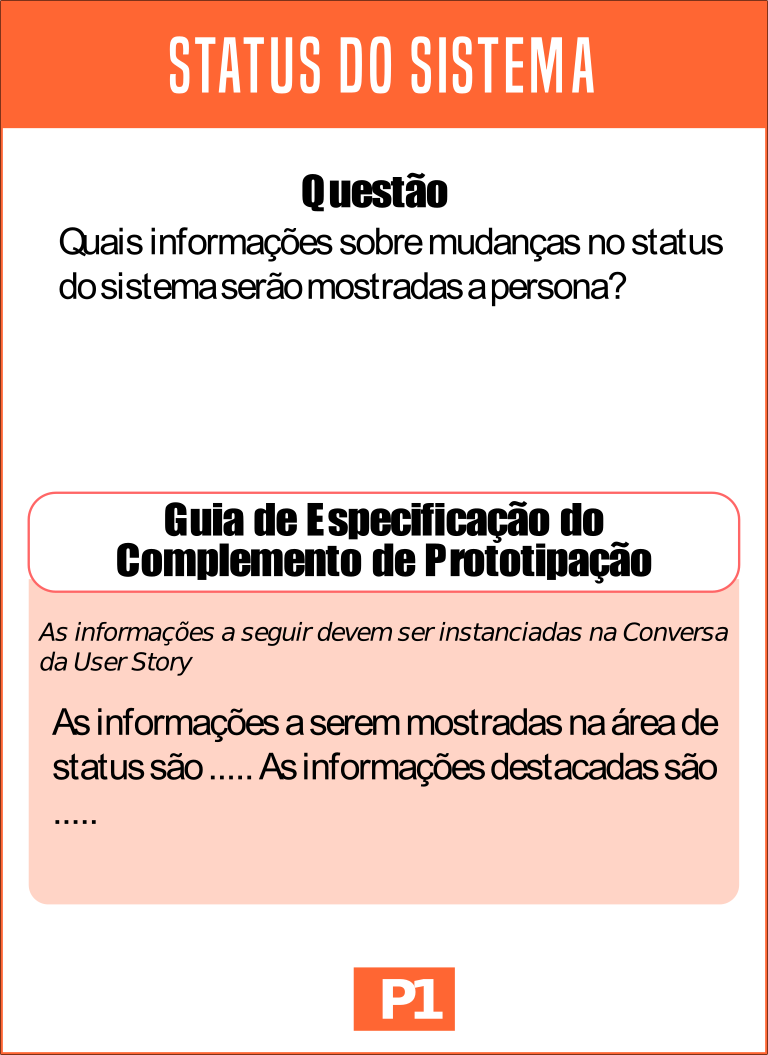 STATUS DO SISTEMA
Questão
Quais informações sobre mudanças no status
do sistema serão mostradas a persona?
Guia de Especificação do
Complemento de Prototipação
As informações a seguir devem ser instanciadas na Conversa
da User Story
As informações a serem mostradas na área de
status são ..... As informações destacadas são
.....
P1